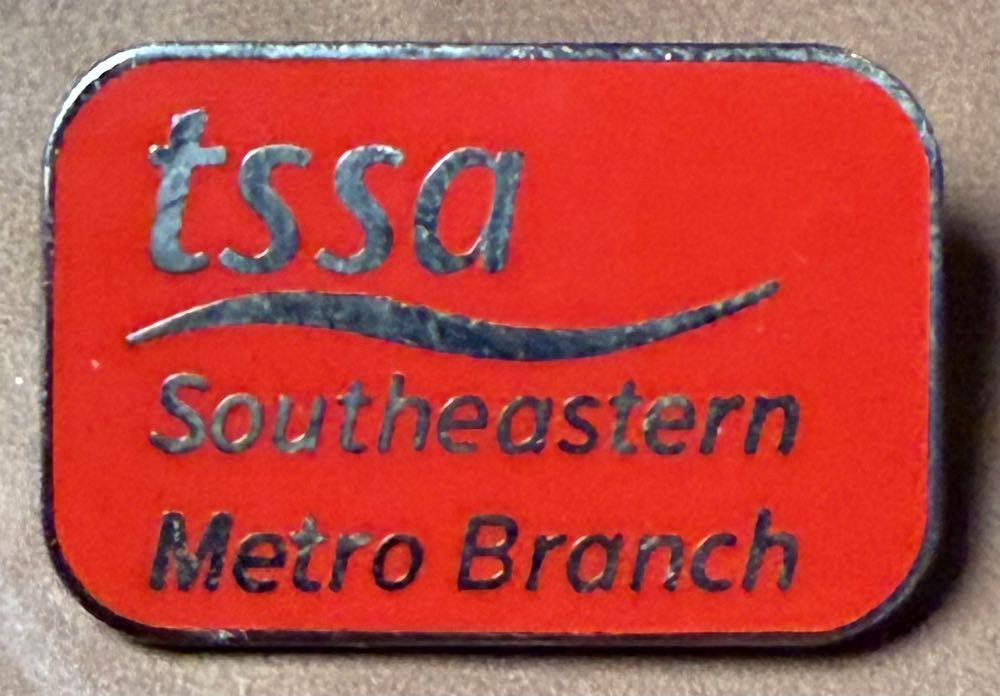 tssa
Southeastern
Metro Branch